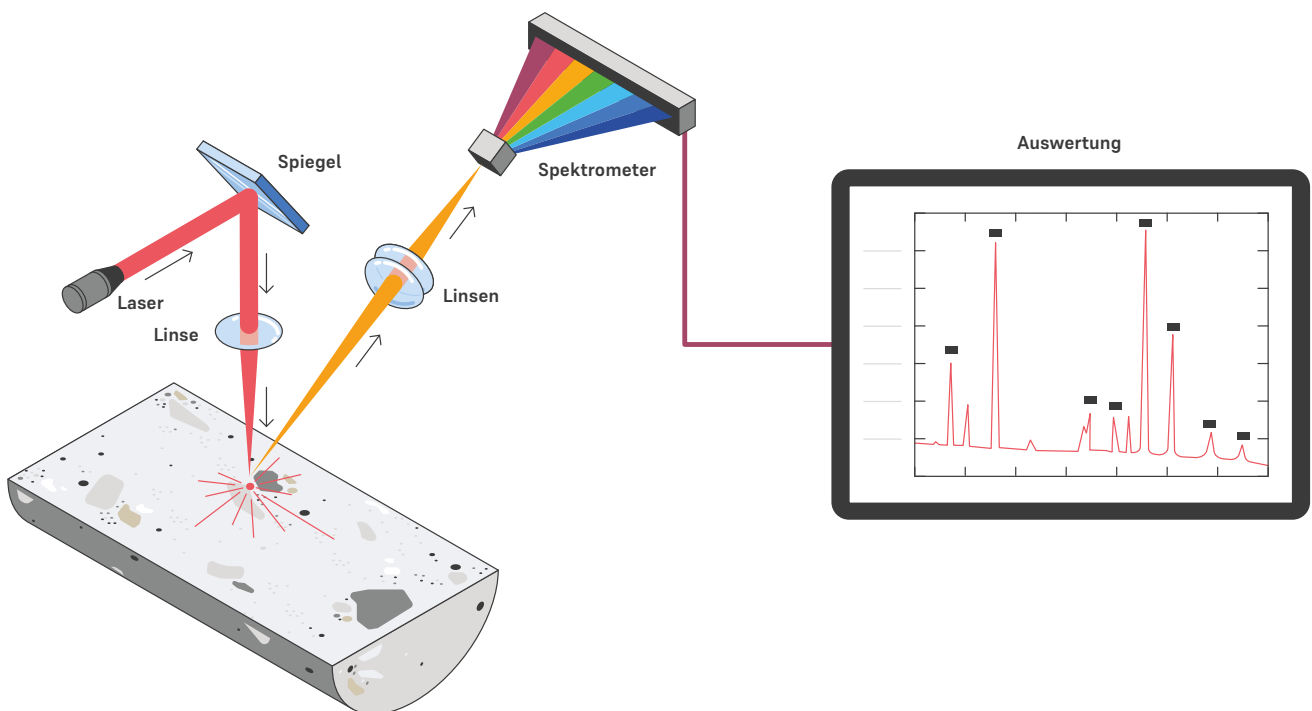 Auswertung
Spiegel
Spektrometer
Laser
Linsen
Linse